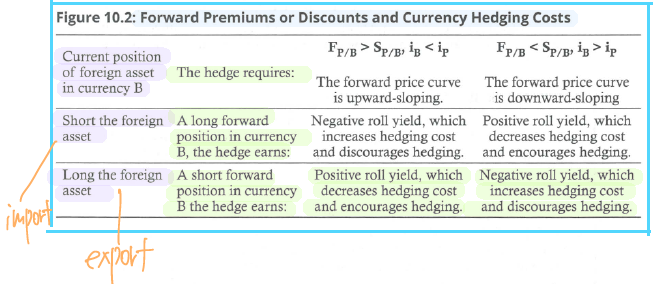 Figure 10.2: Forward Premiums or Discounts and Currency Hedging Costs
Current position
of foreign asset
in currency B
The hedge requires:
F_P/B > S_P/B, i_B < i_P
The forward price curve
is upward-sloping.
F_P/B < S_P/B, i_B > i_P
The forward price curve
is downward-sloping
Short the foreign
asset
A long forward
position in currency
B, the hedge earns:
Negative roll yield, which
increases hedging cost
and discourages hedging.
Positive roll yield, which
decreases hedging cost
and encourages hedging.
Long the foreign
asset
A short forward
position in currency
B the hedge earns:
Positive roll yield, which
decreases hedging cost
and encourages hedging.
Negative roll yield, which
increases hedging cost
and discourages hedging.
import
export